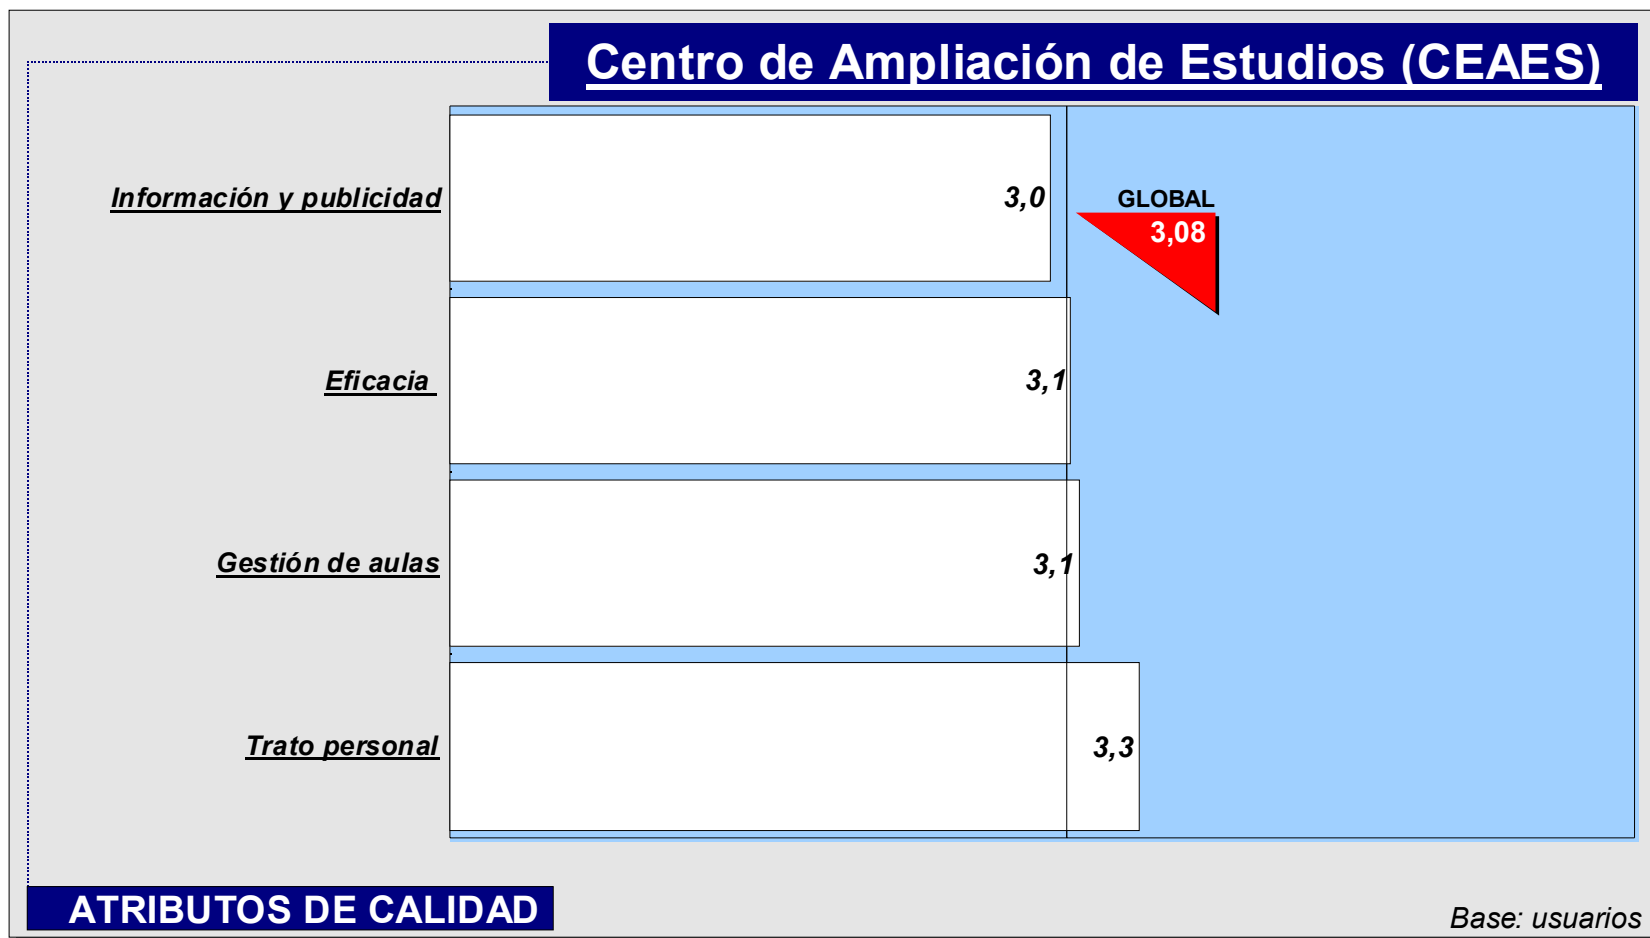 Centro de Ampliación de Estudios (CEAES)
Información y publicidad
3,0
GLOBAL
3,08
Eficacia
3,1
Gestión de aulas
3,1
Trato personal
3,3
ATRIBUTOS DE CALIDAD
Base: usuarios